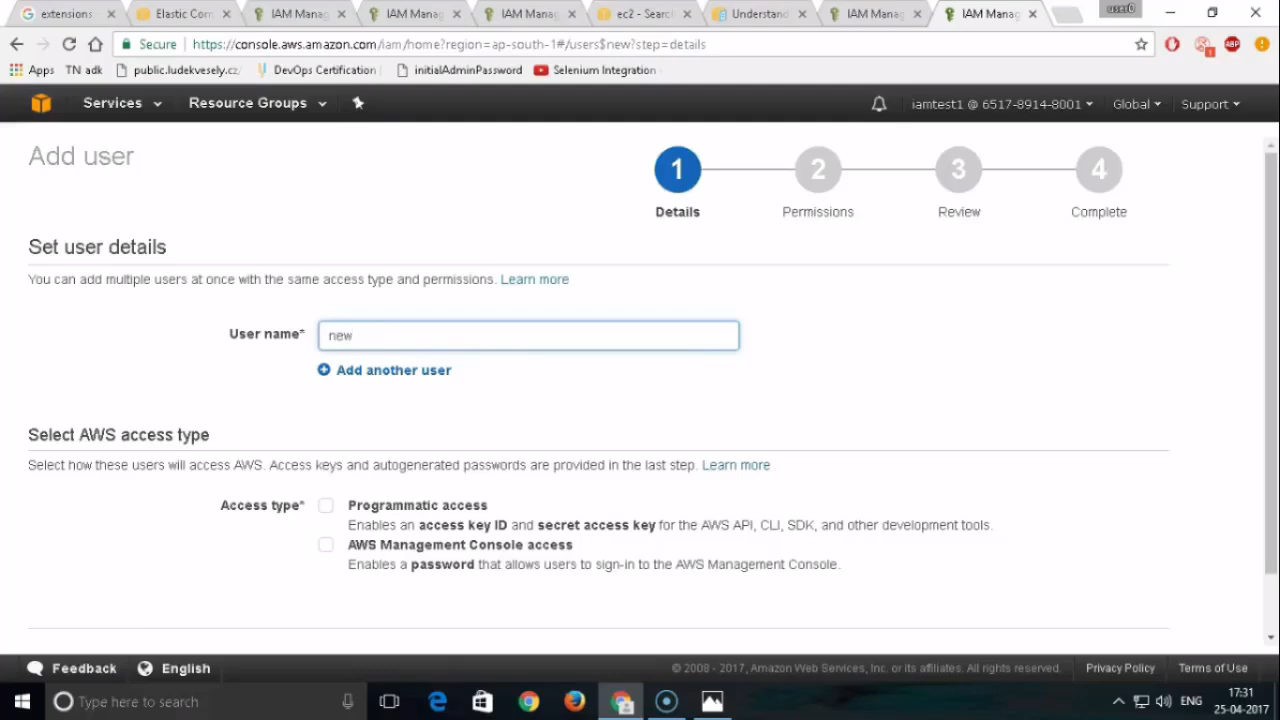 extensions
Elastic Com
IAM Manag
IAM Manag
IAM Manag
ec2 - Searc
Understand
IAM Manag
IAM Manag
user0
Secure
https://console.aws.amazon.com/iam/home?region=ap-south-1#/users$new?step=details
ABP
1
Apps
TN adk
public.ludekvesely.cz/
DevOps Certification
initialAdminPassword
Selenium Integration
Services
Resource Groups
iamtest1 @ 6517-8914-8001
Global
Support
Add user
1
2
3
4
Details
Permissions
Review
Complete
Set user details
You can add multiple users at once with the same access type and permissions. Learn more
User name*
new
Add another user
Select AWS access type
Select how these users will access AWS. Access keys and autogenerated passwords are provided in the last step. Learn more
Access type*
Programmatic access
Enables an access key ID and secret access key for the AWS API, CLI, SDK, and other development tools.
AWS Management Console access
Enables a password that allows users to sign-in to the AWS Management Console.
Feedback
English
© 2008 - 2017, Amazon Web Services, Inc. or its affiliates. All rights reserved.
Privacy Policy
Terms of Use
Type here to search
ENG
17:31
25-04-2017